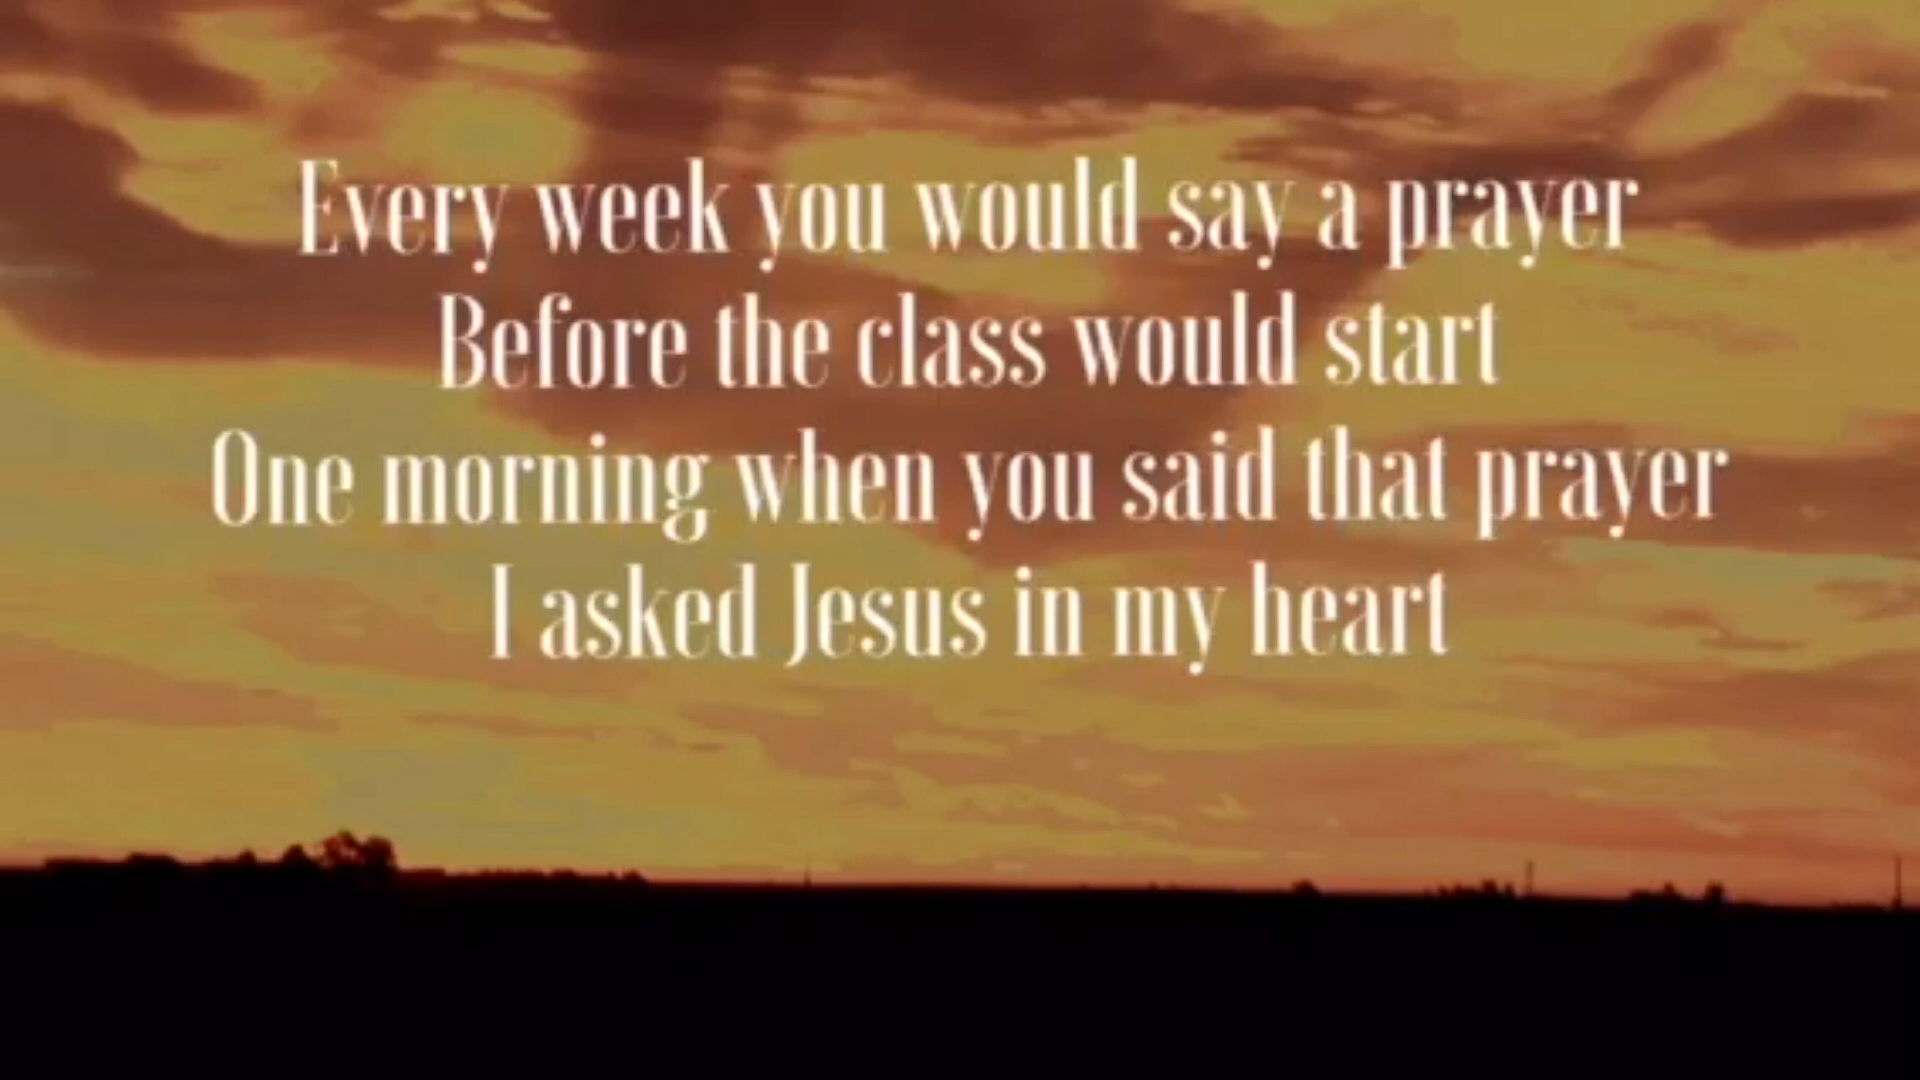 Every week you would say a prayer
Before the class would start
One morning when you said that prayer
I asked Jesus in my heart